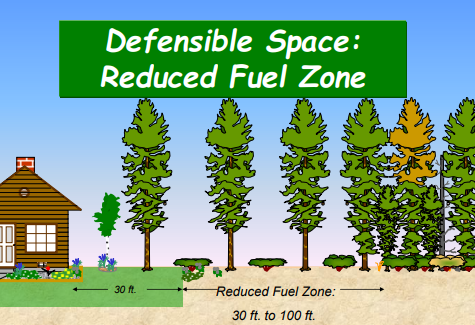 Defensible Space:
Reduced Fuel Zone
30 ft.
Reduced Fuel Zone:
30 ft. to 100 ft.